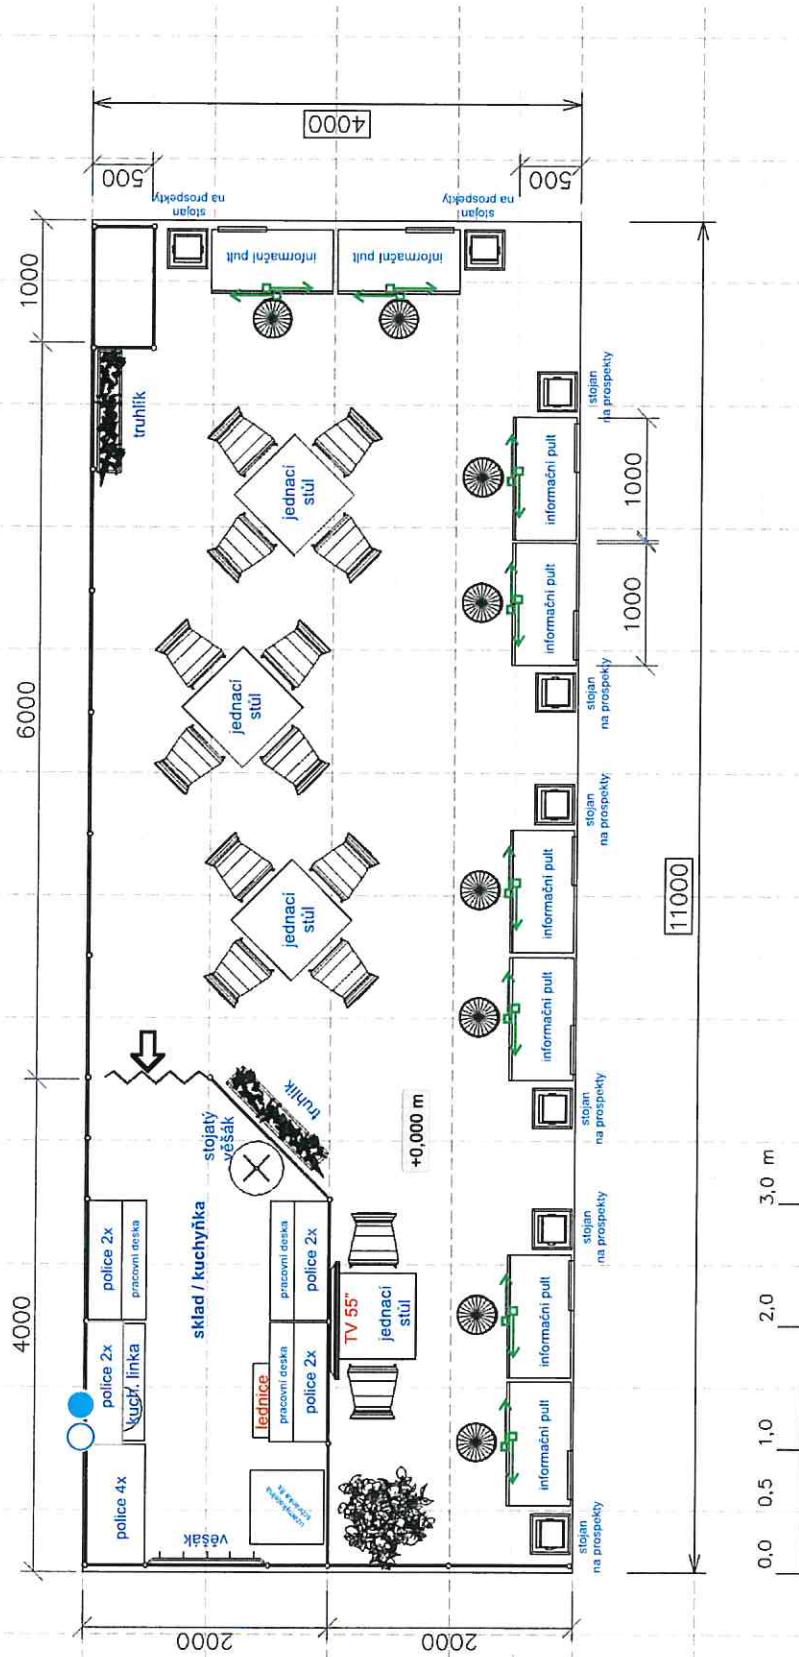 4000
500
500
1000
6000
4000
stojan
na prospekty
stojan
na prospekty
informační pult
informační pult
truhlík
jednací
stůl
jednací
stůl
jednací
stůl
stojan
na prospekty
informační pult
1000
informační pult
1000
stojan
na prospekty
stojan
na prospekty
informační pult
informační pult
stojan
na prospekty
11000
stojatý
věšák
truhlík
+0,000 m
sklad / kuchyňka
police 2x
pracovní deska
pracovní deska
police 2x
police 2x
kuch. linka
lednice
pracovní deska
police 2x
TV 55"
jednací
stůl
stojan
na prospekty
informační pult
informační pult
stojan
na prospekty
police 4x
věšák
2000
2000
0,0 0,5 1,0 2,0 3,0 m